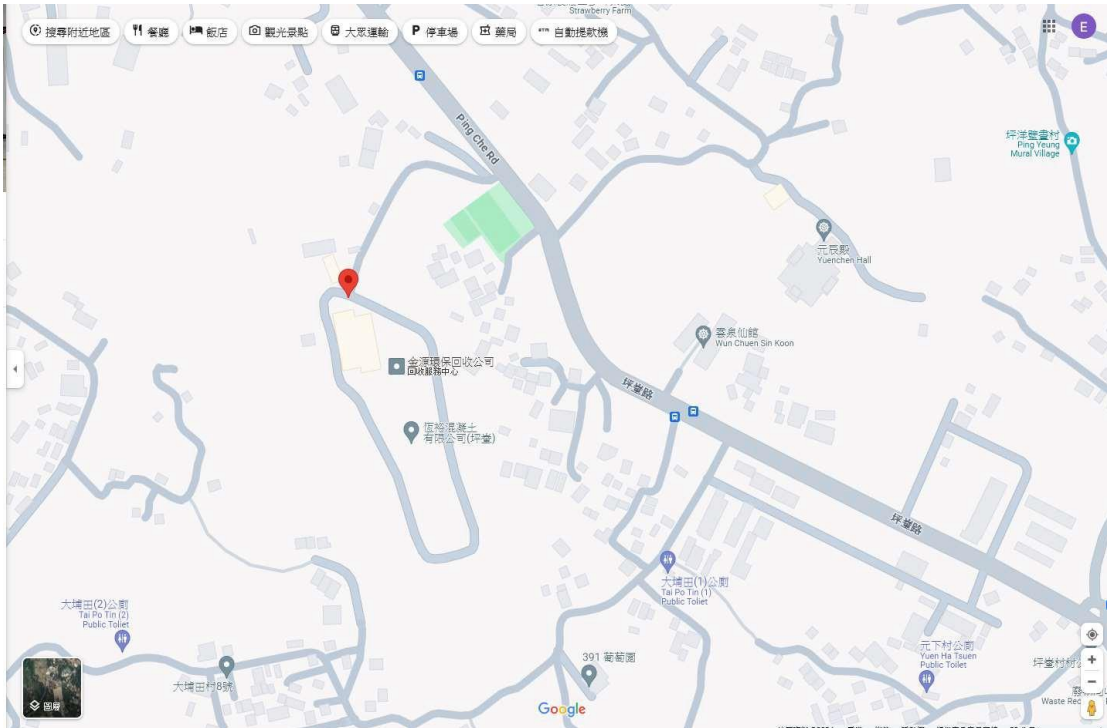 Strawberry Farm
搜尋附近地區
餐廳
飯店
觀光景點
大眾運輸
P 停車場
藥局
ATM 自動提款機
E
Ping Che Rd
坪洋壁畫村
Ping Yeung
Mural Village
元辰殿
Yuenchen Hall
雲泉仙館
Wun Chuen Sin Koon
金滙環保回收公司
回收服務中心
坪輋路
恆裕混凝土
有限公司(坪輋)
坪輋路
大埔田(1)公廁
Tai Po Tin (1)
Public Toliet
大埔田(2)公廁
Tai Po Tin (2)
Public Toliet
元下村公廁
Yuen Ha Tsuen
Public Toilet
391 葡萄園
大埔田村8號
圖層
Google
Waste Rec